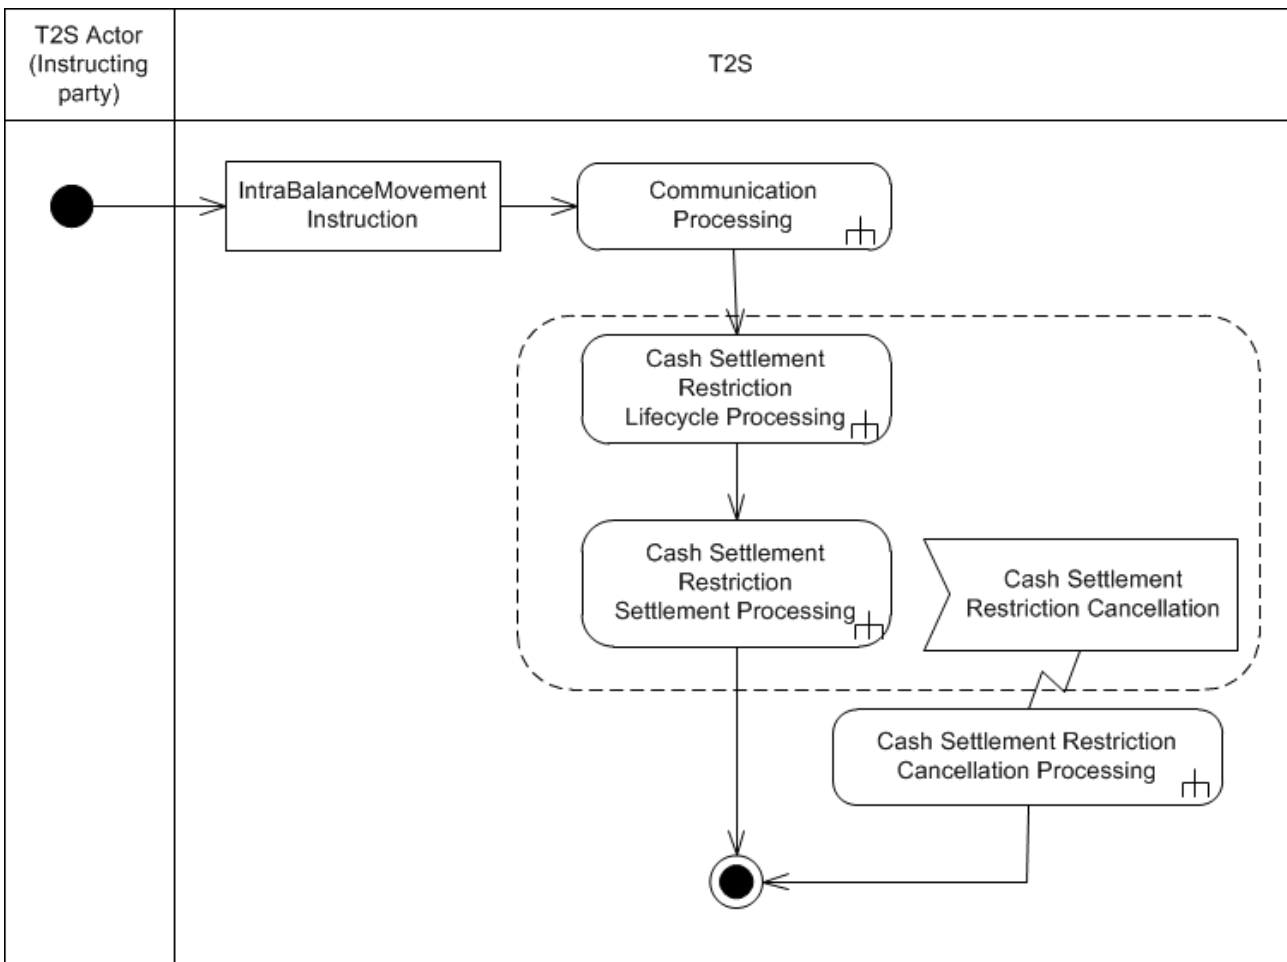 T2S Actor
(Instructing
party)
T2S
IntraBalanceMovement
Instruction
Communication
Processing
Cash Settlement
Restriction
Lifecycle Processing
Cash Settlement
Restriction
Settlement Processing
Cash Settlement
Restriction Cancellation
Cash Settlement Restriction
Cancellation Processing